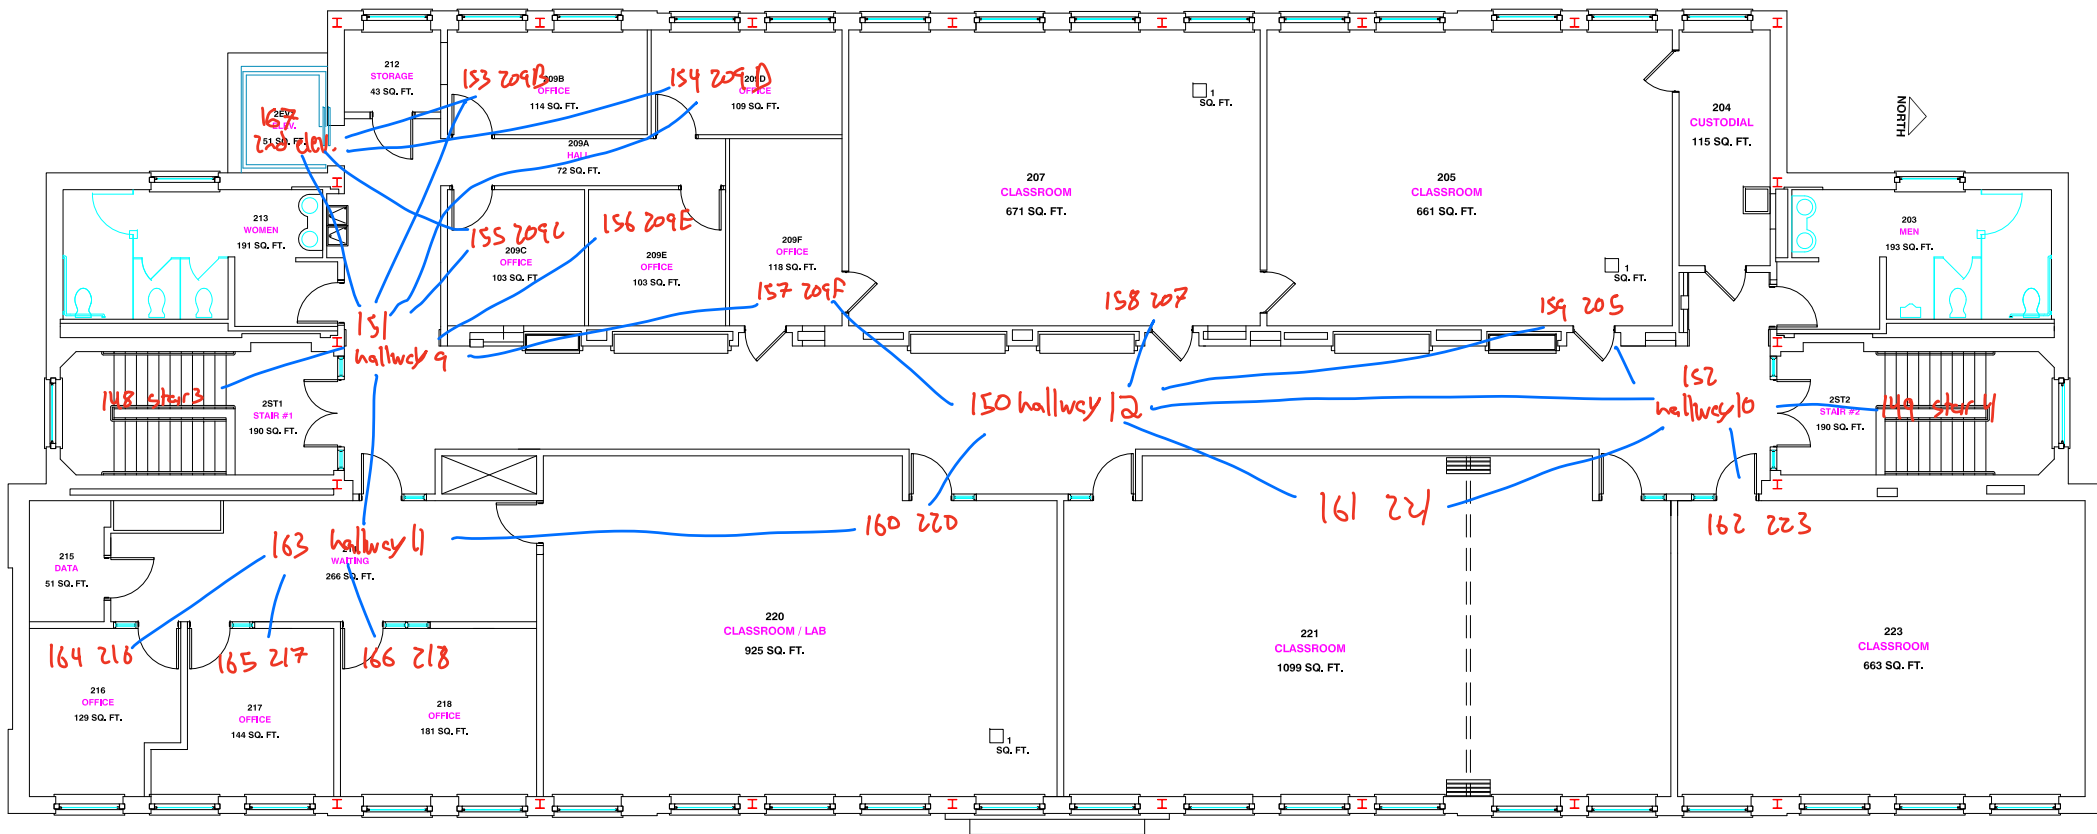 212
STORAGE
43 SQ. FT.
153 209B
209B
OFFICE
114 SQ. FT.
154 209D
209D
OFFICE
109 SQ. FT.
1
SQ. FT.
204
CUSTODIAL
115 SQ. FT.
NORTH
167
2nd elev.
2EV
ELEV.
51 SQ. FT.
209A
HALL
72 SQ. FT.
207
CLASSROOM
671 SQ. FT.
205
CLASSROOM
661 SQ. FT.
213
WOMEN
191 SQ. FT.
155 209C
209C
OFFICE
103 SQ. FT.
156 209E
209E
OFFICE
103 SQ. FT.
209F
OFFICE
118 SQ. FT.
157 209F
158 207
1
SQ. FT.
159 205
203
MEN
193 SQ. FT.
151
hallway 9
148 stair 3
2ST1
STAIR #1
190 SQ. FT.
150 hallway 12
152
hallway 10
2ST2
STAIR #2
190 SQ. FT.
149 stair 4
215
DATA
51 SQ. FT.
163 hallway 11
WAITING
266 SQ. FT.
160 220
161 221
162 223
164 216
216
OFFICE
129 SQ. FT.
165 217
217
OFFICE
144 SQ. FT.
166 218
218
OFFICE
181 SQ. FT.
220
CLASSROOM / LAB
925 SQ. FT.
1
SQ. FT.
221
CLASSROOM
1099 SQ. FT.
223
CLASSROOM
663 SQ. FT.